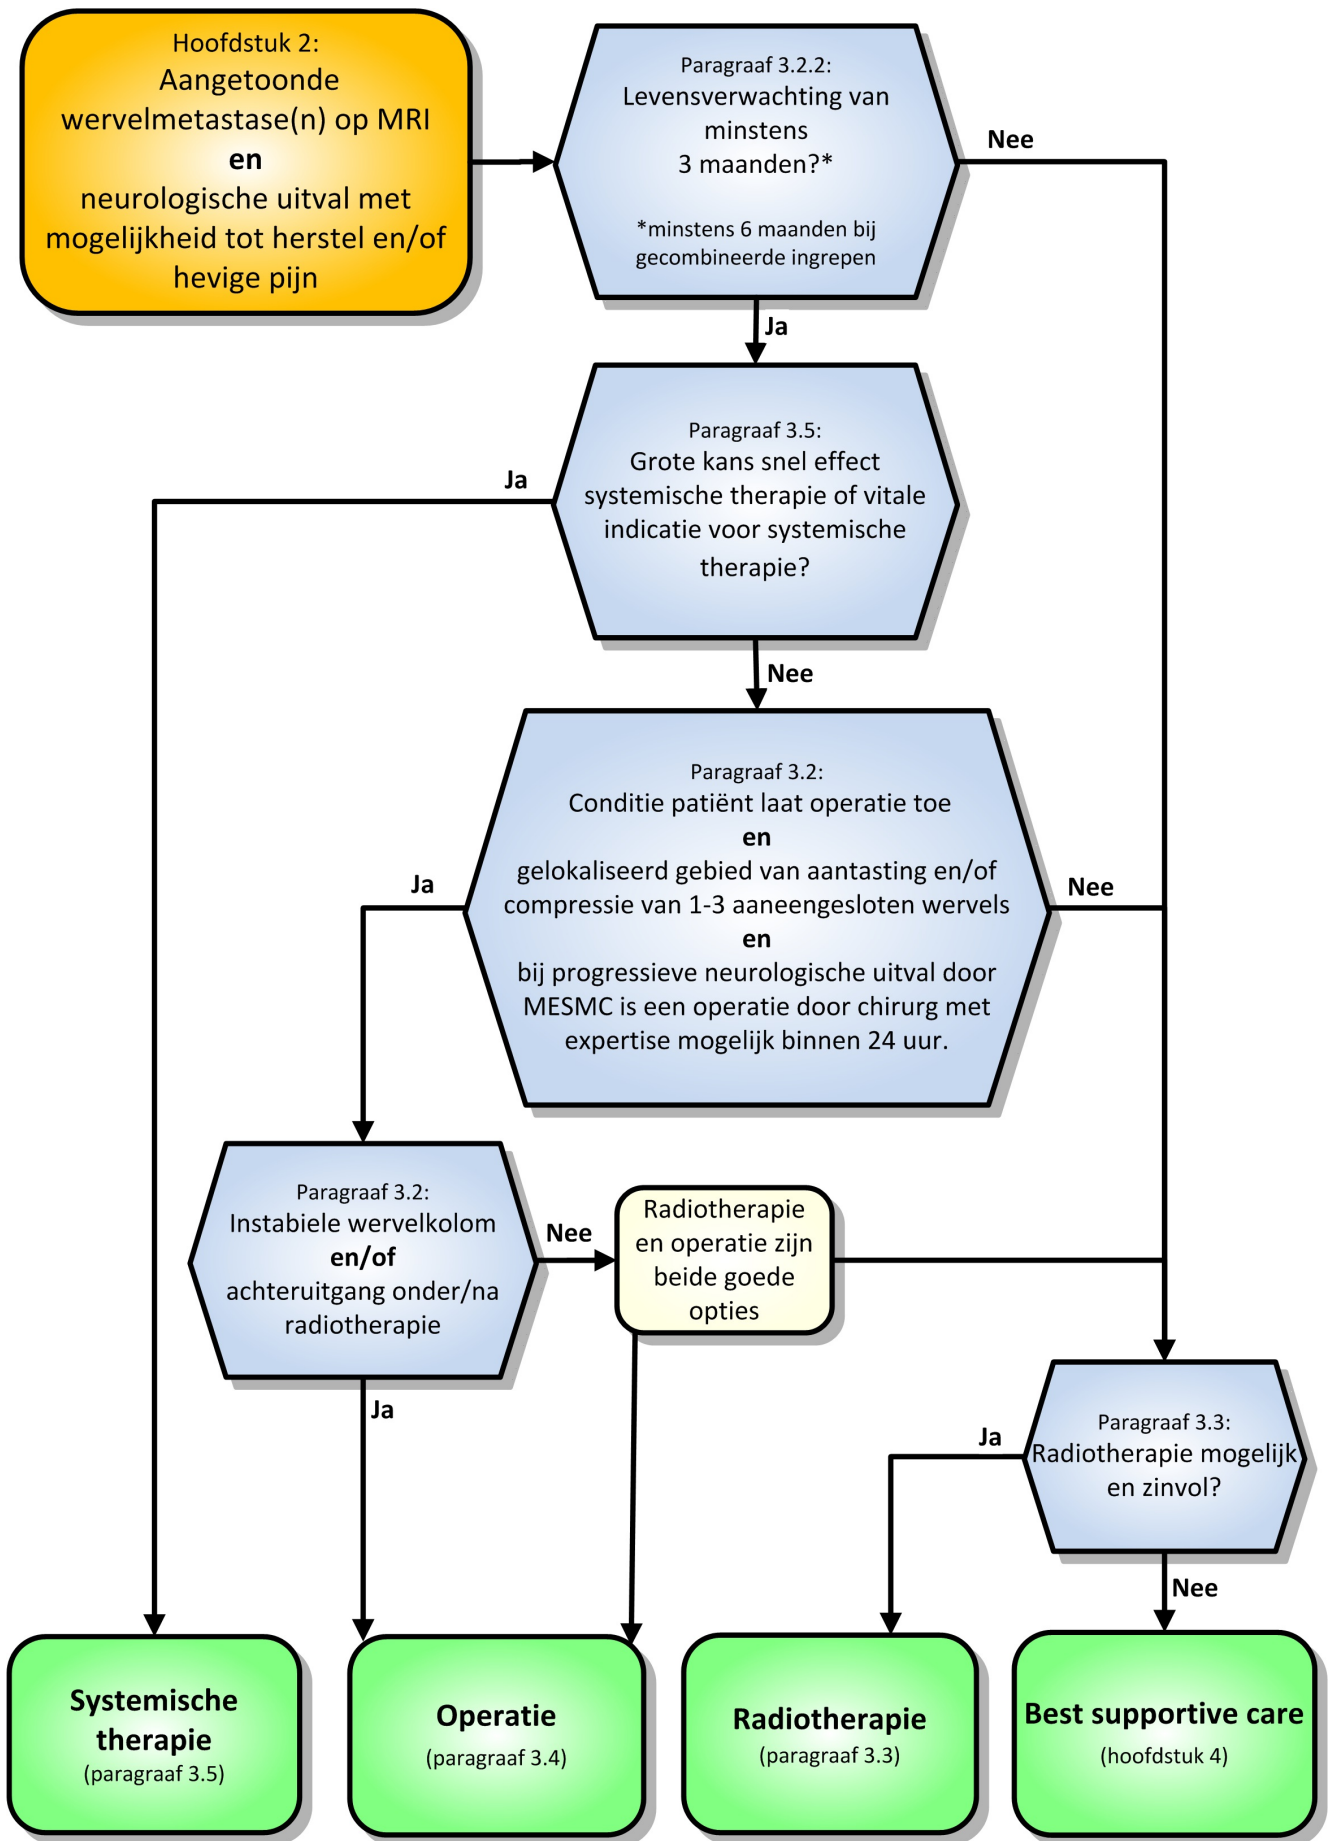 Hoofdstuk 2:
Aangetoonde
wervelmetastase(n) op MRI
en
neurologische uitval met
mogelijkheid tot herstel en/of
hevige pijn
Paragraaf 3.2.2:
Levensverwachting van
minstens
3 maanden?*
*minstens 6 maanden bij
gecombineerde ingrepen
Nee
Ja
Paragraaf 3.5:
Grote kans snel effect
systemische therapie of vitale
indicatie voor systemische
therapie?
Ja
Nee
Paragraaf 3.2:
Conditie patiënt laat operatie toe
en
gelokaliseerd gebied van aantasting en/of
compressie van 1-3 aaneengesloten wervels
en
bij progressieve neurologische uitval door
MESMC is een operatie door chirurg met
expertise mogelijk binnen 24 uur.
Ja
Nee
Paragraaf 3.2:
Instabiele wervelkolom
en/of
achteruitgang onder/na
radiotherapie
Nee
Radiotherapie
en operatie zijn
beide goede
opties
Ja
Paragraaf 3.3:
Radiotherapie mogelijk
en zinvol?
Ja
Nee
Systemische
therapie
(paragraaf 3.5)
Operatie
(paragraaf 3.4)
Radiotherapie
(paragraaf 3.3)
Best supportive care
(hoofdstuk 4)